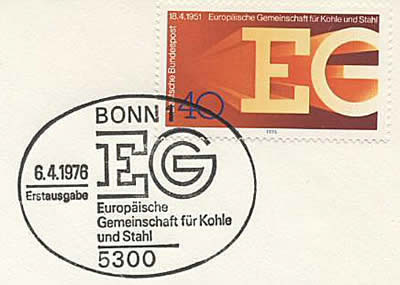 18.4.1951 Europäische Gemeinschaft für Kohle und Stahl
Deutsche Bundespost
EG
40
1976
BONN 1
EG
6.4.1976
Erstausgabe
Europäische
Gemeinschaft für Kohle
und Stahl
5300